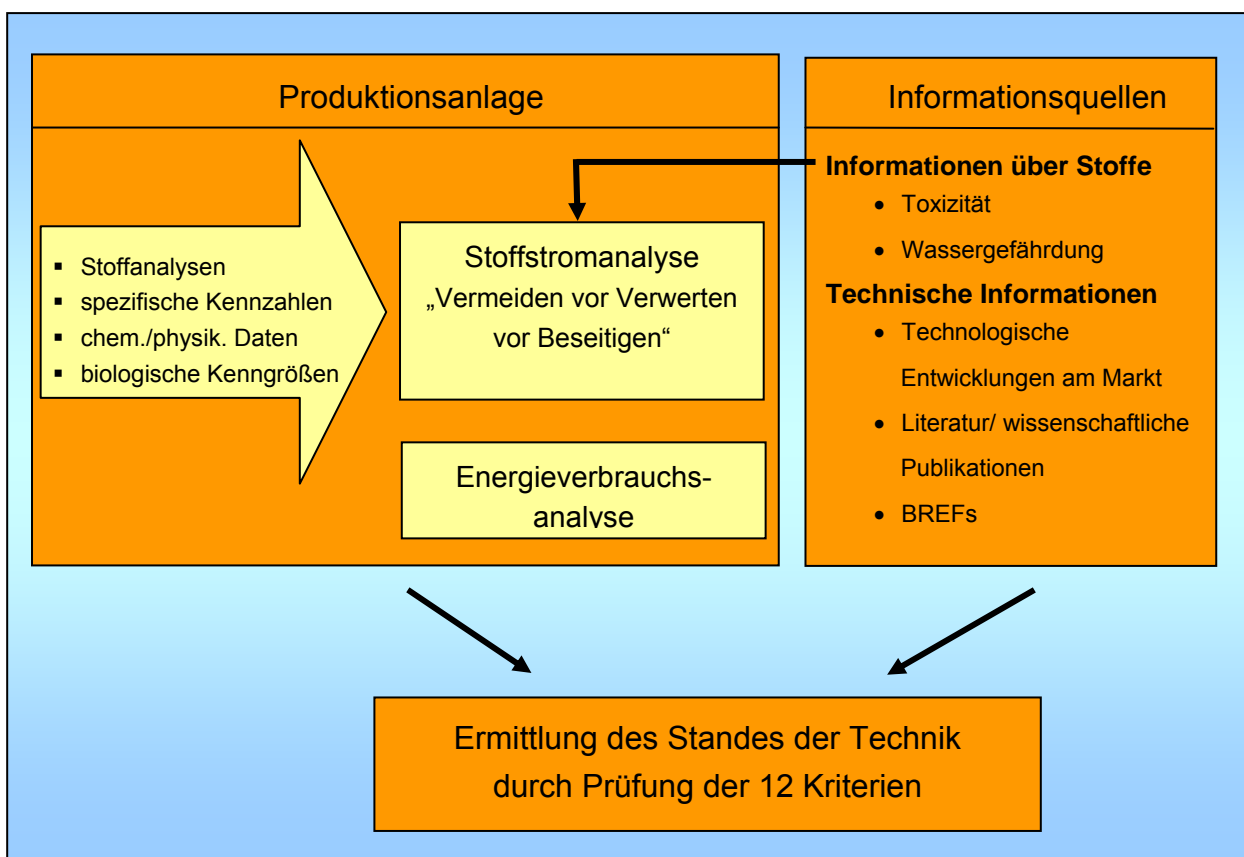 Produktionsanlage
▪ Stoffanalysen
▪ spezifische Kennzahlen
▪ chem./physik. Daten
▪ biologische Kenngrößen
Stoffstromanalyse
„Vermeiden vor Verwerten
vor Beseitigen“
Energieverbrauchs-
analyse
Informationsquellen
Informationen über Stoffe
• Toxizität
• Wassergefährdung
Technische Informationen
• Technologische
Entwicklungen am Markt
• Literatur/ wissenschaftliche
Publikationen
• BREFs
Ermittlung des Standes der Technik
durch Prüfung der 12 Kriterien